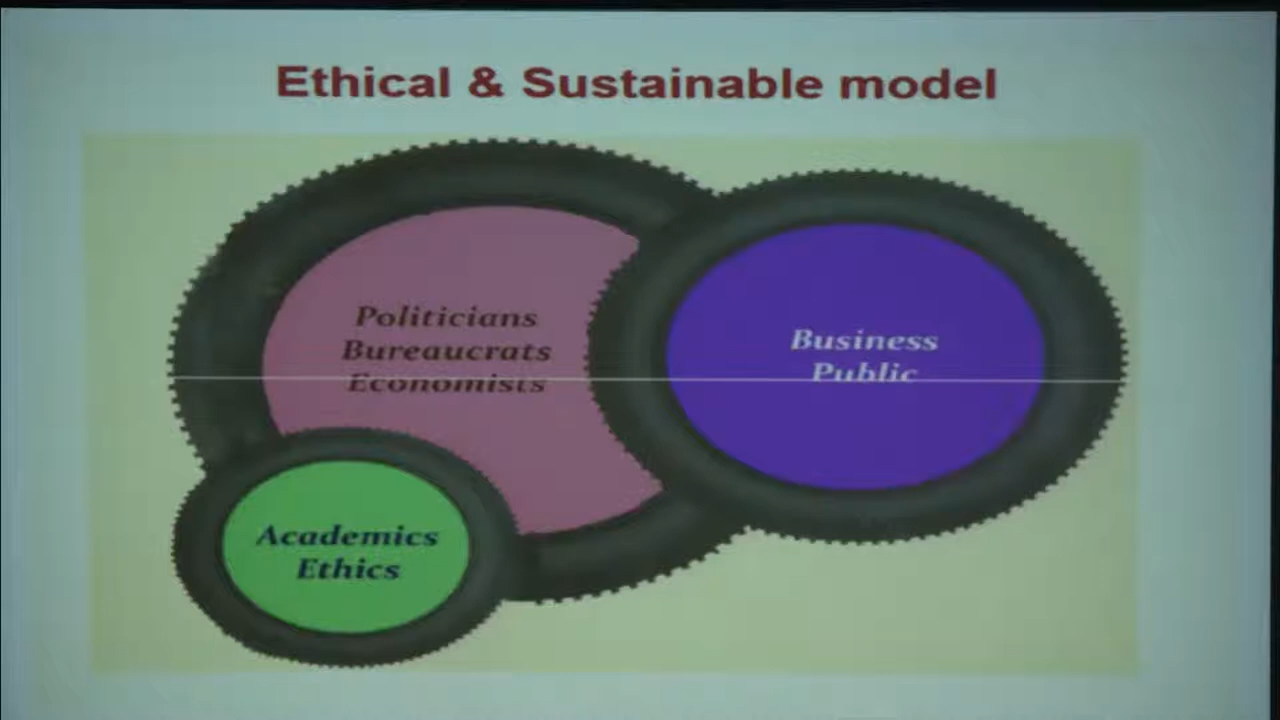 Ethical & Sustainable model
Politicians
Bureaucrats
Economists
Business
Public
Academics
Ethics